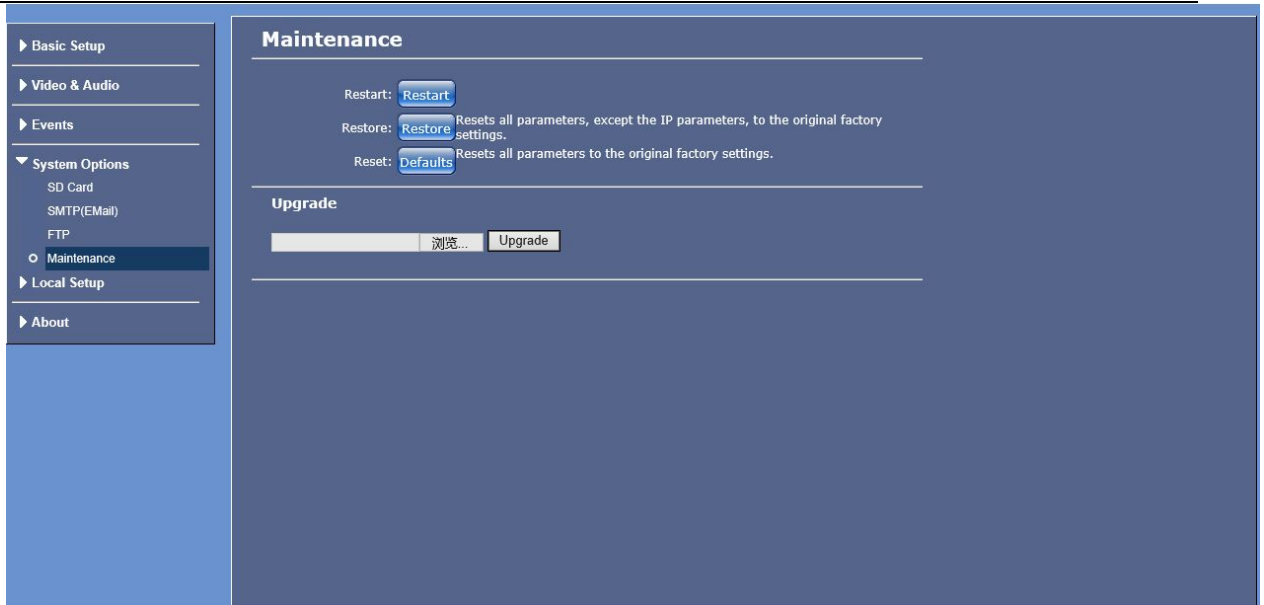 Basic Setup
Video & Audio
Events
System Options
SD Card
SMTP(EMail)
FTP
Maintenance
Local Setup
About
Maintenance
Restart: Restart
Restore: Restore Resets all parameters, except the IP parameters, to the original factory
settings.
Reset: Defaults Resets all parameters to the original factory settings.
Upgrade
浏览... Upgrade